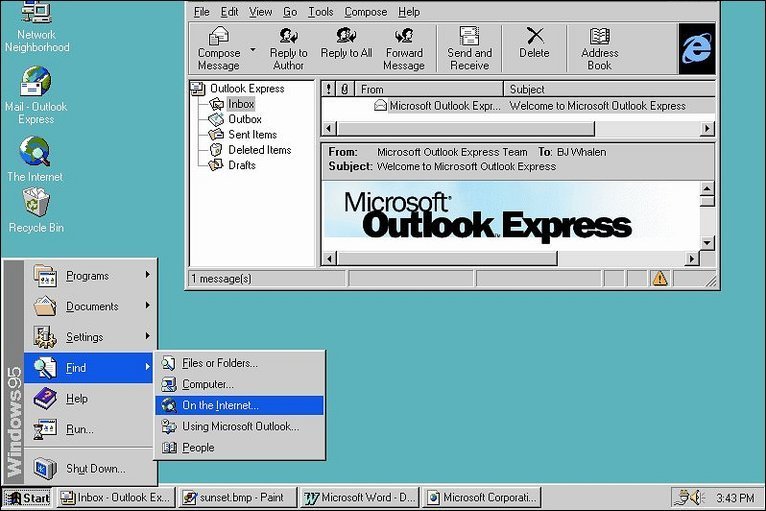 Network
Neighborhood
Mail - Outlook
Express
The Internet
Recycle Bin
File Edit View Go Tools Compose Help
Compose
Message
Reply to
Author
Reply to All
Forward
Message
Send and
Receive
Delete
Address
Book
Outlook Express
Inbox
Outbox
Sent Items
Deleted Items
Drafts
! From Subject
Microsoft Outlook Expr... Welcome to Microsoft Outlook Express
From: Microsoft Outlook Express Team To: BJ Whalen
Subject: Welcome to Microsoft Outlook Express
Microsoft®
Outlook Express
1 message(s)
Windows95
Programs
Documents
Settings
Find
Help
Run...
Shut Down...
Files or Folders...
Computer...
On the Internet...
Using Microsoft Outlook...
People
Start
Inbox - Outlook Ex...
sunset.bmp - Paint
Microsoft Word - D...
Microsoft Corporati...
3:43 PM